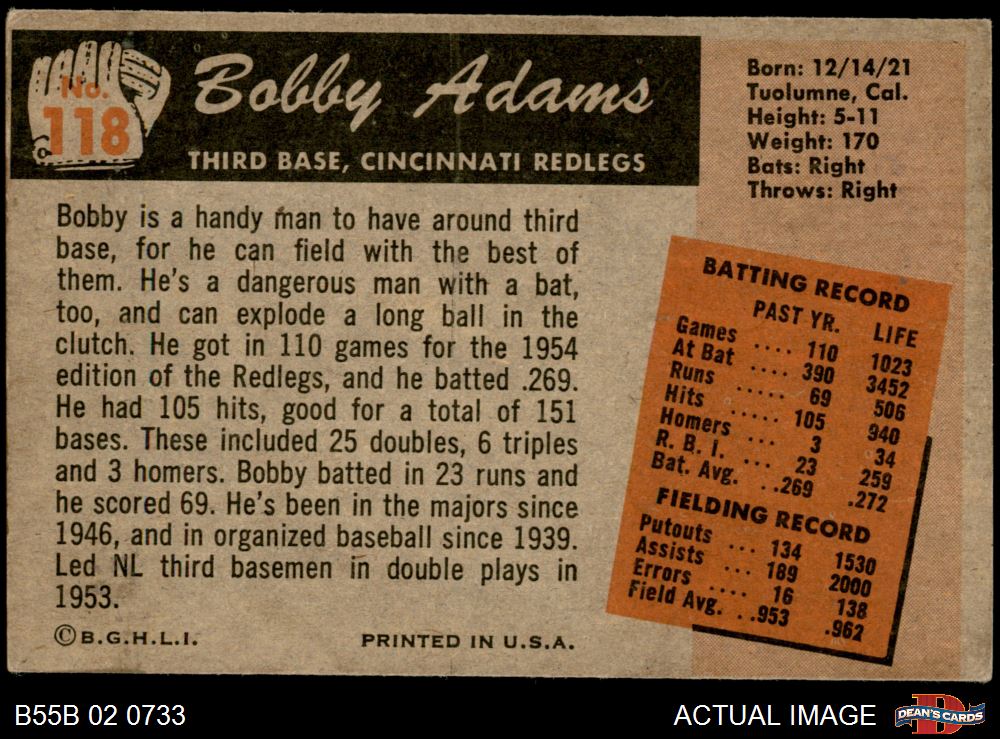 No.
118
Bobby Adams
THIRD BASE, CINCINNATI REDLEGS
Born: 12/14/21
Tuolumne, Cal.
Height: 5-11
Weight: 170
Bats: Right
Throws: Right
Bobby is a handy man to have around third
base, for he can field with the best of
them. He's a dangerous man with a bat,
too, and can explode a long ball in the
clutch. He got in 110 games for the 1954
edition of the Redlegs, and he batted .269.
He had 105 hits, good for a total of 151
bases. These included 25 doubles, 6 triples
and 3 homers. Bobby batted in 23 runs and
he scored 69. He's been in the majors since
1946, and in organized baseball since 1939.
Led NL third basemen in double plays in
1953.
©B.G.H.L.I. PRINTED IN U.S.A.
BATTING RECORD
PAST YR. LIFE
Games .... 110 1023
At Bat .... 390 3452
Runs ..... 69 506
Hits ..... 105 940
Homers ... 3 34
R. B. I. ... 23 259
Bat. Avg. ..269 .272
FIELDING RECORD
Putouts ... 134 1530
Assists ... 189 2000
Errors .... 16 138
Field Avg. ..953 .962
B55B 02 0733 ACTUAL IMAGE D
DEAN'S CARDS